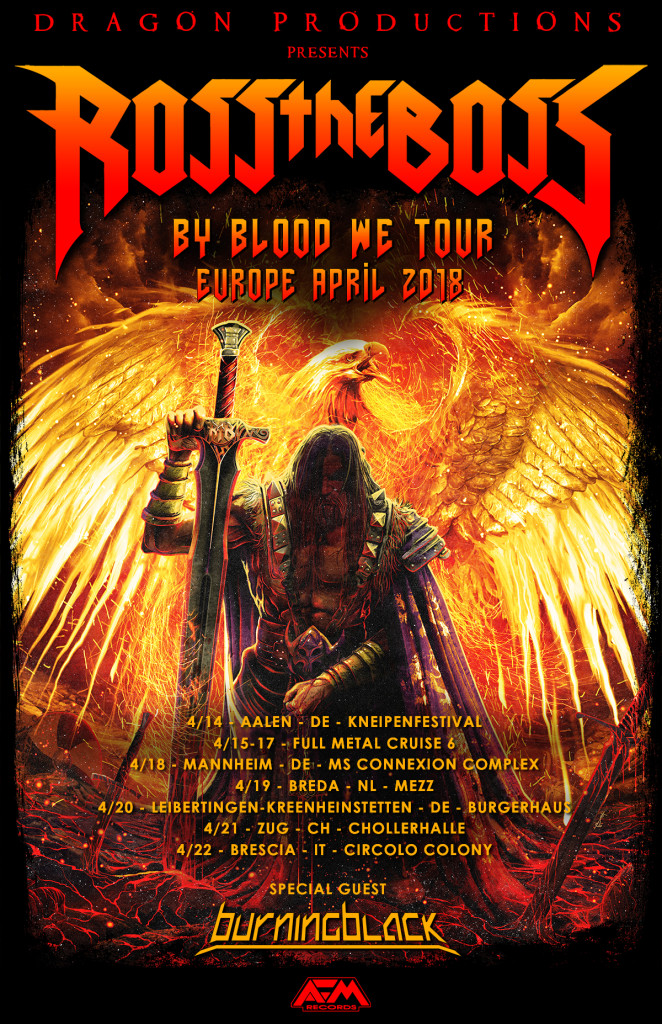 DRAGON PRODUCTIONS
PRESENTS
ROSS THE BOSS
BY BLOOD WE TOUR
EUROPE APRIL 2018
4/14 - AALEN - DE - KNEIPENFESTIVAL
4/15-17 - FULL METAL CRUISE 6
4/18 - MANNHEIM - DE - MS CONNEXION COMPLEX
4/19 - BREDA - NL - MEZZ
4/20 - LEIBERTINGEN-KREENHEINSTETTEN - DE - BURGERHAUS
4/21 - ZUG - CH - CHOLLERHALLE
4/22 - BRESCIA - IT - CIRCOLO COLONY
SPECIAL GUEST
burningblack
AFM
RECORDS